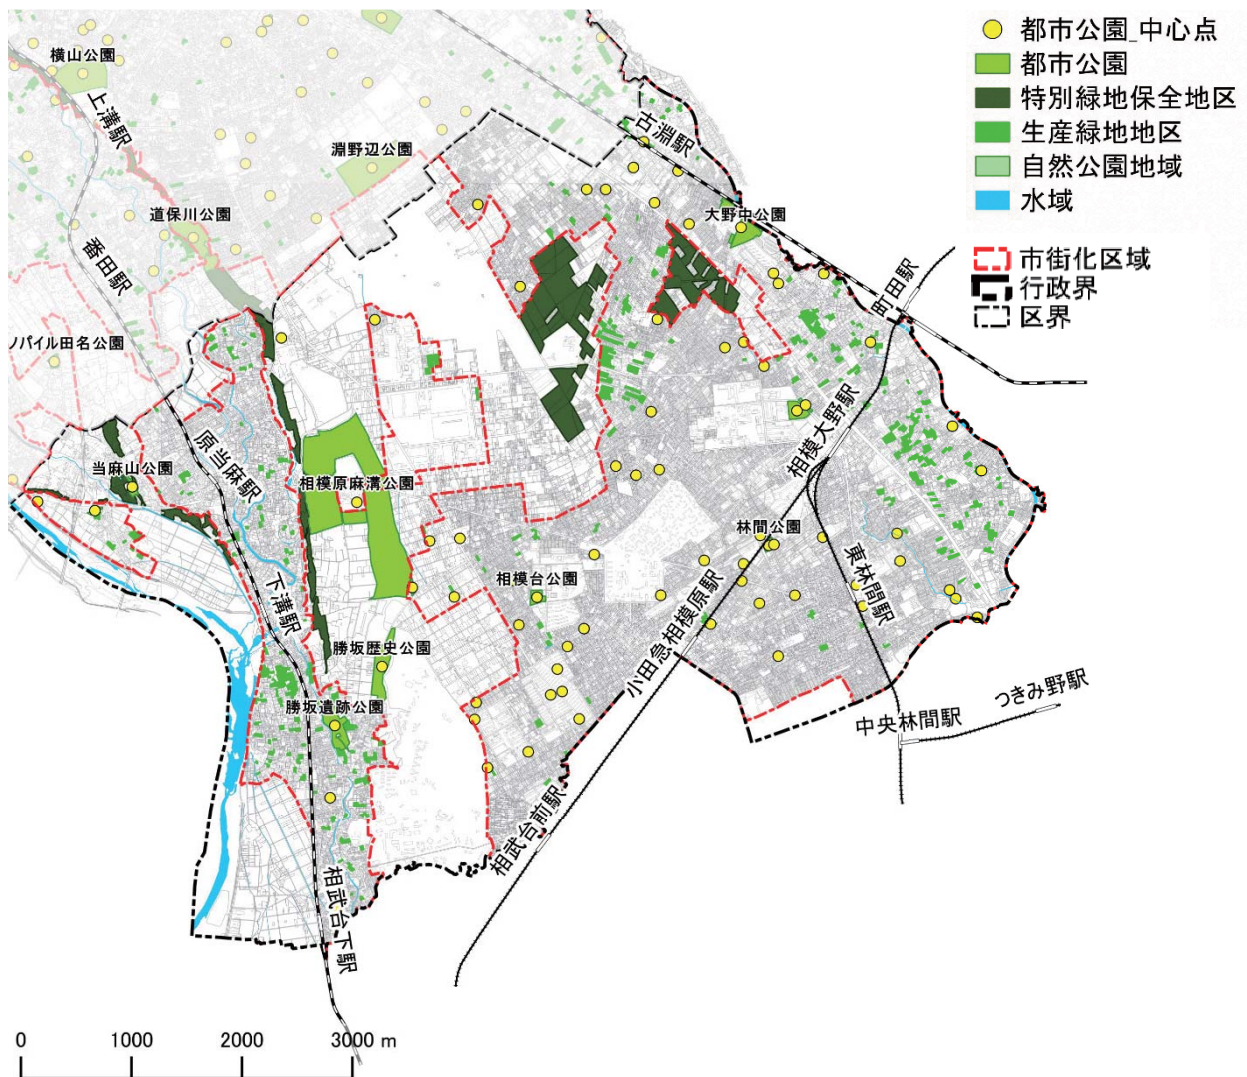 都市公園_中心点
都市公園
特別緑地保全地区
生産緑地地区
自然公園地域
水域
市街化区域
行政界
区界
横山公園
上溝駅
淵野辺公園
古淵駅
道保川公園
大野中公園
番田駅
町田駅
ノパイル田名公園
相模大野駅
原当麻駅
当麻山公園
相模原麻溝公園
林間公園
東林間駅
相模台公園
下溝駅
小田急相模原駅
勝坂歴史公園
つきみ野駅
勝坂遺跡公園
中央林間駅
相武台前駅
相武台下駅
0 1000 2000 3000 m